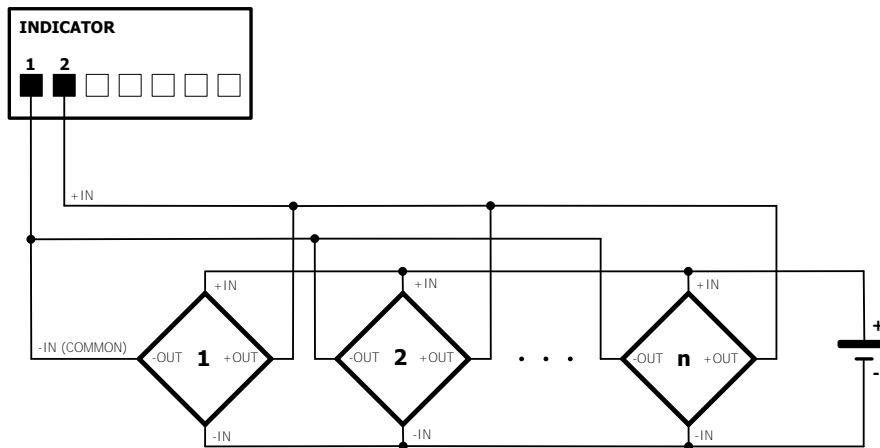 INDICATOR
1 2
+IN
+IN +IN +IN
+
-IN (COMMON) -OUT 1 +OUT -OUT 2 +OUT . . . -OUT n +OUT
-
-IN -IN -IN